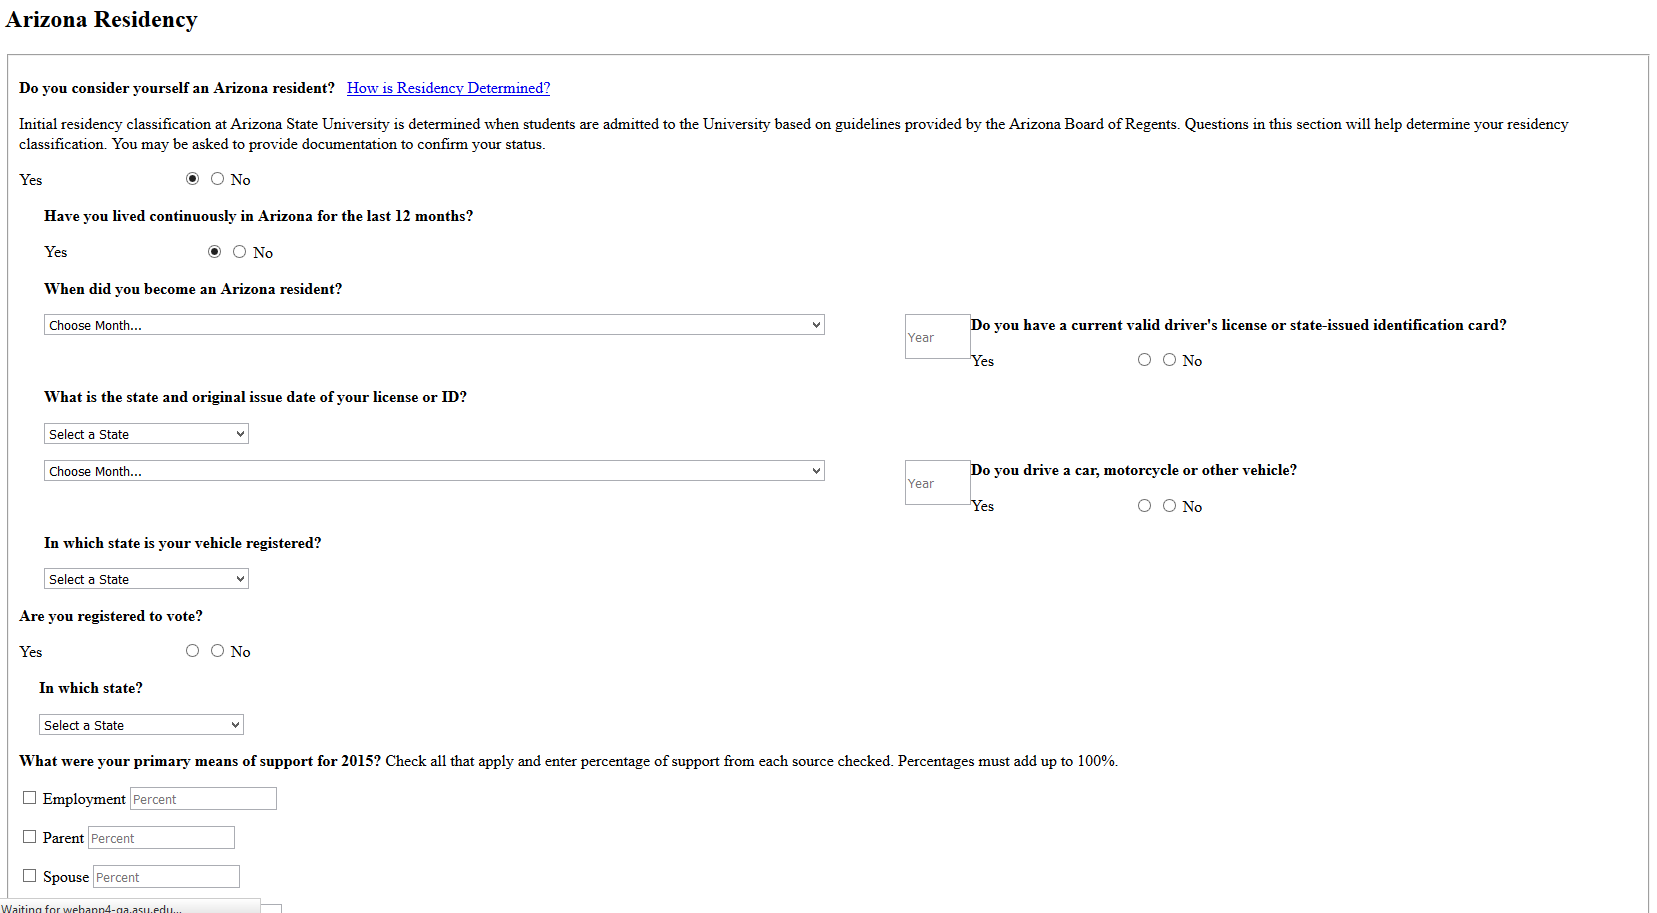 Arizona Residency
Do you consider yourself an Arizona resident? How is Residency Determined?
Initial residency classification at Arizona State University is determined when students are admitted to the University based on guidelines provided by the Arizona Board of Regents. Questions in this section will help determine your residency
classification. You may be asked to provide documentation to confirm your status.
Yes No
Have you lived continuously in Arizona for the last 12 months?
Yes No
When did you become an Arizona resident?
Choose Month... Year Do you have a current valid driver's license or state-issued identification card?
Yes No
What is the state and original issue date of your license or ID?
Select a State
Choose Month... Year Do you drive a car, motorcycle or other vehicle?
Yes No
In which state is your vehicle registered?
Select a State
Are you registered to vote?
Yes No
In which state?
Select a State
What were your primary means of support for 2015? Check all that apply and enter percentage of support from each source checked. Percentages must add up to 100%.
Employment Percent
Parent Percent
Spouse Percent
Waiting for webapp4-qa.asu.edu...